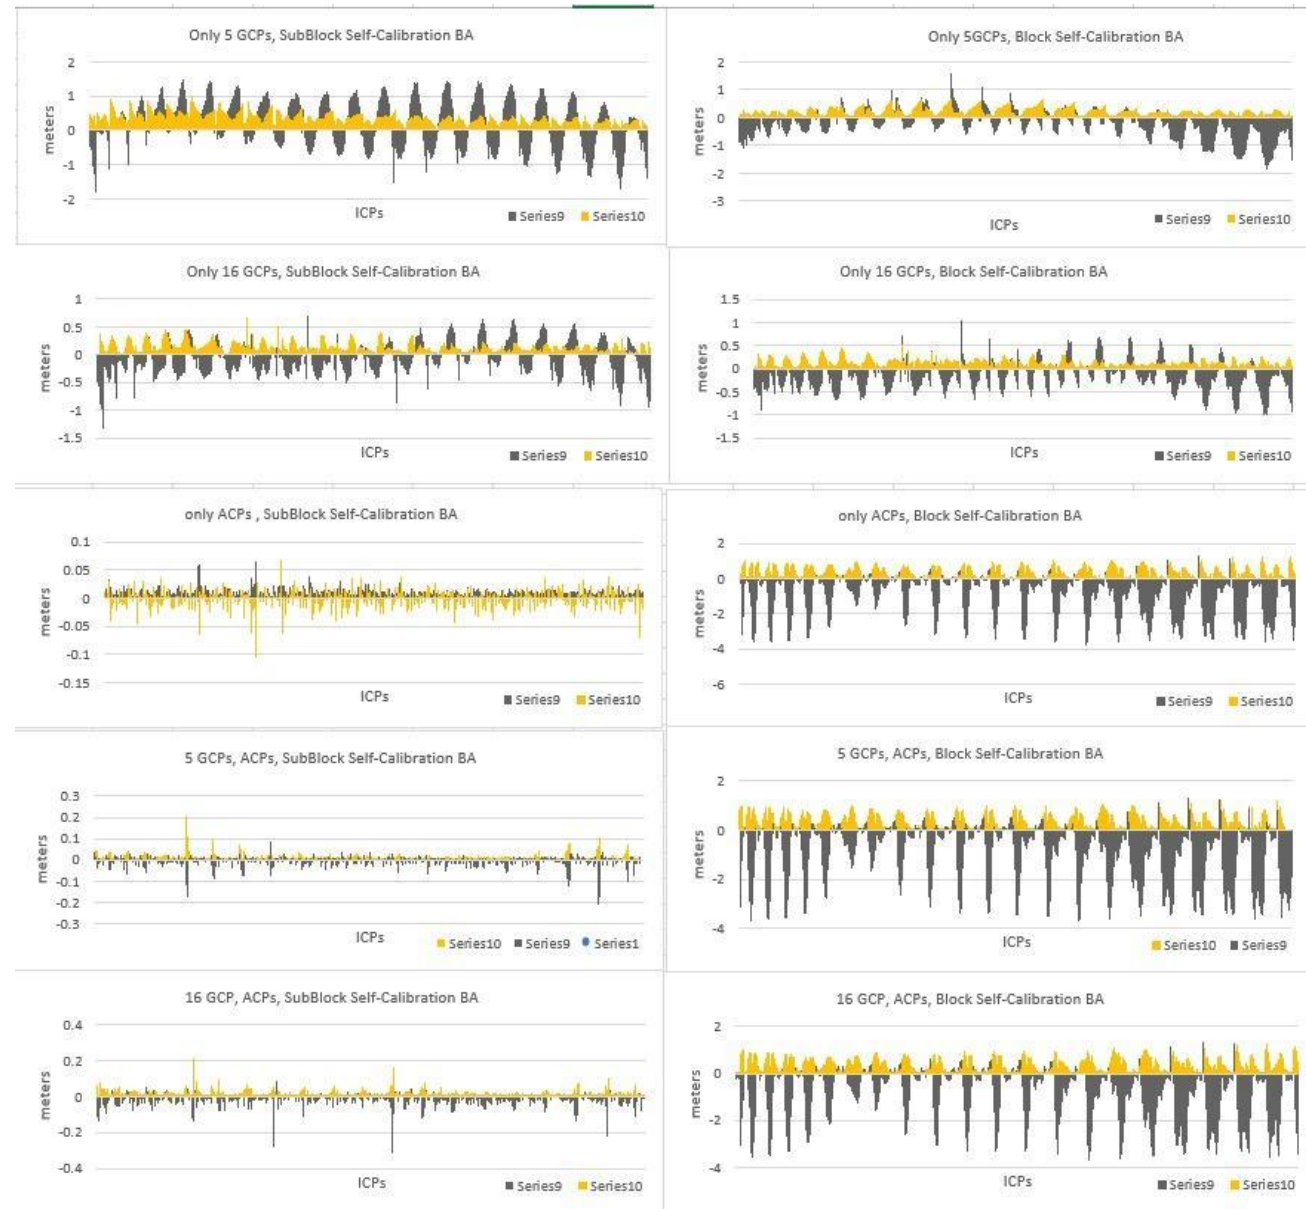 Only 5 GCPs, SubBlock Self-Calibration BA
2
1
0
-1
-2
meters
ICPs
Series9 Series10
Only 5GCPs, Block Self-Calibration BA
2
1
0
-1
-2
-3
meters
ICPs
Series9 Series10
Only 16 GCPs, SubBlock Self-Calibration BA
1
0.5
0
-0.5
-1
-1.5
meters
ICPs
Series9 Series10
Only 16 GCPs, Block Self-Calibration BA
1.5
1
0.5
0
-0.5
-1
-1.5
meters
ICPs
Series9 Series10
only ACPs , SubBlock Self-Calibration BA
0.1
0.05
0
-0.05
-0.1
-0.15
meters
ICPs
Series9 Series10
only ACPs, Block Self-Calibration BA
2
0
-2
-4
-6
meters
ICPs
Series9 Series10
5 GCPs, ACPs, SubBlock Self-Calibration BA
0.3
0.2
0.1
0
-0.1
-0.2
-0.3
meters
ICPs
Series10 Series9 Series1
5 GCPs, ACPs, Block Self-Calibration BA
2
0
-2
-4
meters
ICPs
Series10 Series9
16 GCP, ACPs, SubBlock Self-Calibration BA
0.4
0.2
0
-0.2
-0.4
meters
ICPs
Series9 Series10
16 GCP, ACPs, Block Self-Calibration BA
2
0
-2
-4
meters
ICPs
Series9 Series10